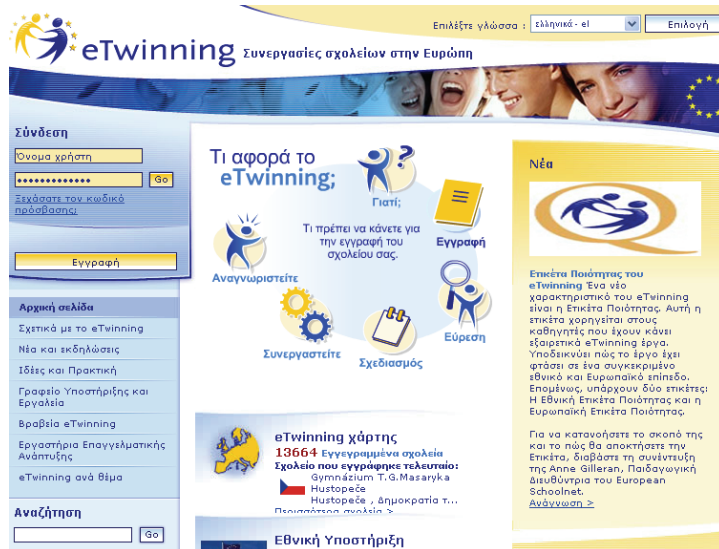 Επιλέξτε γλώσσα :
ελληνικά - el
Επιλογή
eTwinning
Συνεργασίες σχολείων στην Ευρώπη
Σύνδεση
Όνομα χρήστη
••••••••••••• Go
Ξεχάσατε τον κωδικό
πρόσβασης;
Εγγραφή
Αρχική σελίδα
Σχετικά με το eTwinning
Νέα και εκδηλώσεις
Ιδέες και Πρακτική
Γραφείο Υποστήριξης και
Εργαλεία
Βραβεία eTwinning
Εργαστήρια Επαγγελματικής
Ανάπτυξης
eTwinning ανά θέμα
Αναζήτηση
Go
Τι αφορά το
eTwinning;
?
Γιατί;
Τι πρέπει να κάνετε για
την εγγραφή του
σχολείου σας.
Εγγραφή
Αναγνωριστείτε
Εύρεση
Συνεργαστείτε
Σχεδιασμός
eTwinning χάρτης
13664 Εγγεγραμμένα σχολεία
Σχολείο που εγγράφηκε τελευταίο:
Gymnázium T.G.Masaryka
Hustopeče
Hustopeče , Δημοκρατία τ...
Περισσότερα σχολεία >
Εθνική Υποστήριξη
Νέα
Ετικέτα Ποιότητας του
eTwinning Ένα νέο
χαρακτηριστικό του eTwinning
είναι η Ετικέτα Ποιότητας. Αυτή η
ετικέτα χορηγείται στους
καθηγητές που έχουν κάνει
εξαιρετικά eTwinning έργα.
Υποδεικνύει πώς το έργο έχει
φτάσει σε ένα συγκεκριμένο
εθνικό και Ευρωπαϊκό επίπεδο.
Επομένως, υπάρχουν δύο ετικέτες:
Η Εθνική Ετικέτα Ποιότητας και η
Ευρωπαϊκή Ετικέτα Ποιότητας.
Για να κατανοήσετε το σκοπό της
και το πώς θα αποκτήσετε την
Ετικέτα, διαβάστε τη συνέντευξη
της Anne Gilleran, Παιδαγωγική
Διευθύντρια του European
Schoolnet.
Ανάγνωση >